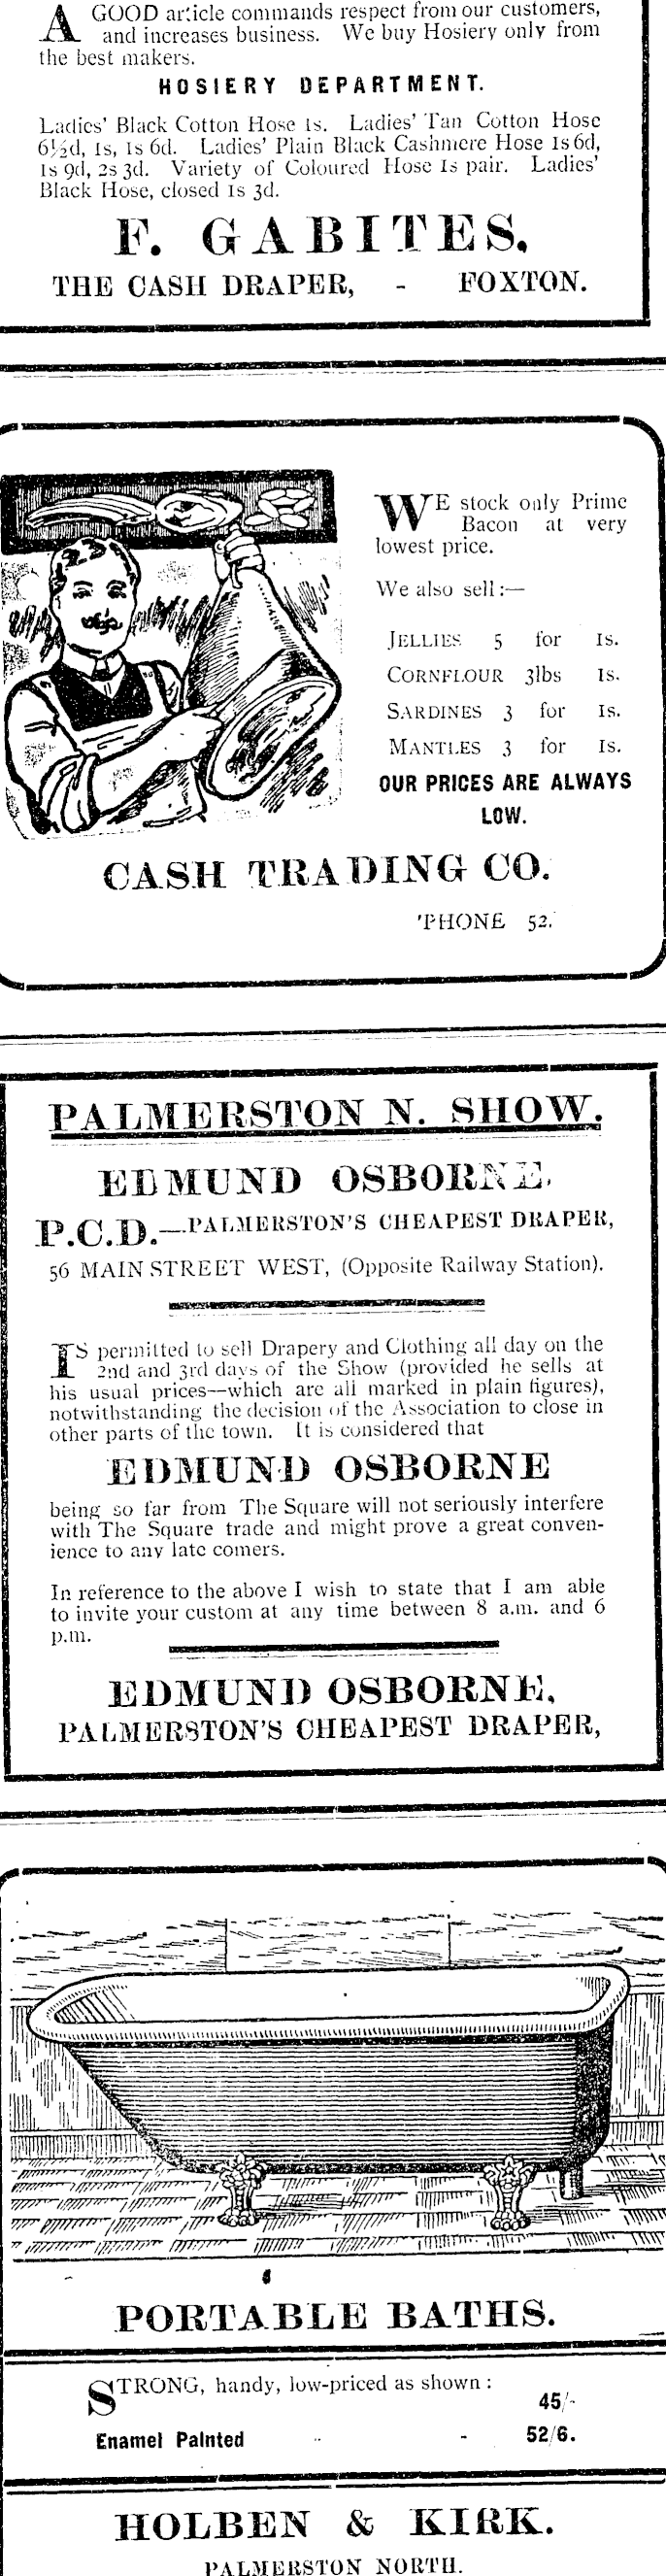 A GOOD article commands respect from our customers,
and increases business. We buy Hosiery only from
the best makers.
HOSIERY DEPARTMENT.
Ladies' Black Cotton Hose 1s. Ladies' Tan Cotton Hose
6½d, 1s, 1s 6d. Ladies' Plain Black Cashmere Hose 1s 6d,
1s 9d, 2s 3d. Variety of Coloured Hose 1s pair. Ladies'
Black Hose, closed 1s 3d.
F. GABITES,
THE CASH DRAPER, - FOXTON.
WE stock only Prime
Bacon at very
lowest price.
We also sell :—
JELLIES 5 for 1s.
CORNFLOUR 3lbs 1s.
SARDINES 3 for 1s.
MANTLES 3 for 1s.
OUR PRICES ARE ALWAYS
LOW.
CASH TRADING CO.
'PHONE 52.
PALMERSTON N. SHOW.
EDMUND OSBORNE,
P.C.D.—PALMERSTON'S CHEAPEST DRAPER,
56 MAIN STREET WEST, (Opposite Railway Station).
IS permitted to sell Drapery and Clothing all day on the
2nd and 3rd days of the Show (provided he sells at
his usual prices—which are all marked in plain figures),
notwithstanding the decision of the Association to close in
other parts of the town. It is considered that
EDMUND OSBORNE
being so far from The Square will not seriously interfere
with The Square trade and might prove a great conven-
ience to any late comers.
In reference to the above I wish to state that I am able
to invite your custom at any time between 8 a.m. and 6
p.m.
EDMUND OSBORNE,
PALMERSTON'S CHEAPEST DRAPER,
PORTABLE BATHS.
STRONG, handy, low-priced as shown :
45/-
Enamel Painted - - 52/6.
HOLBEN & KIRK.
PALMERSTON NORTH.